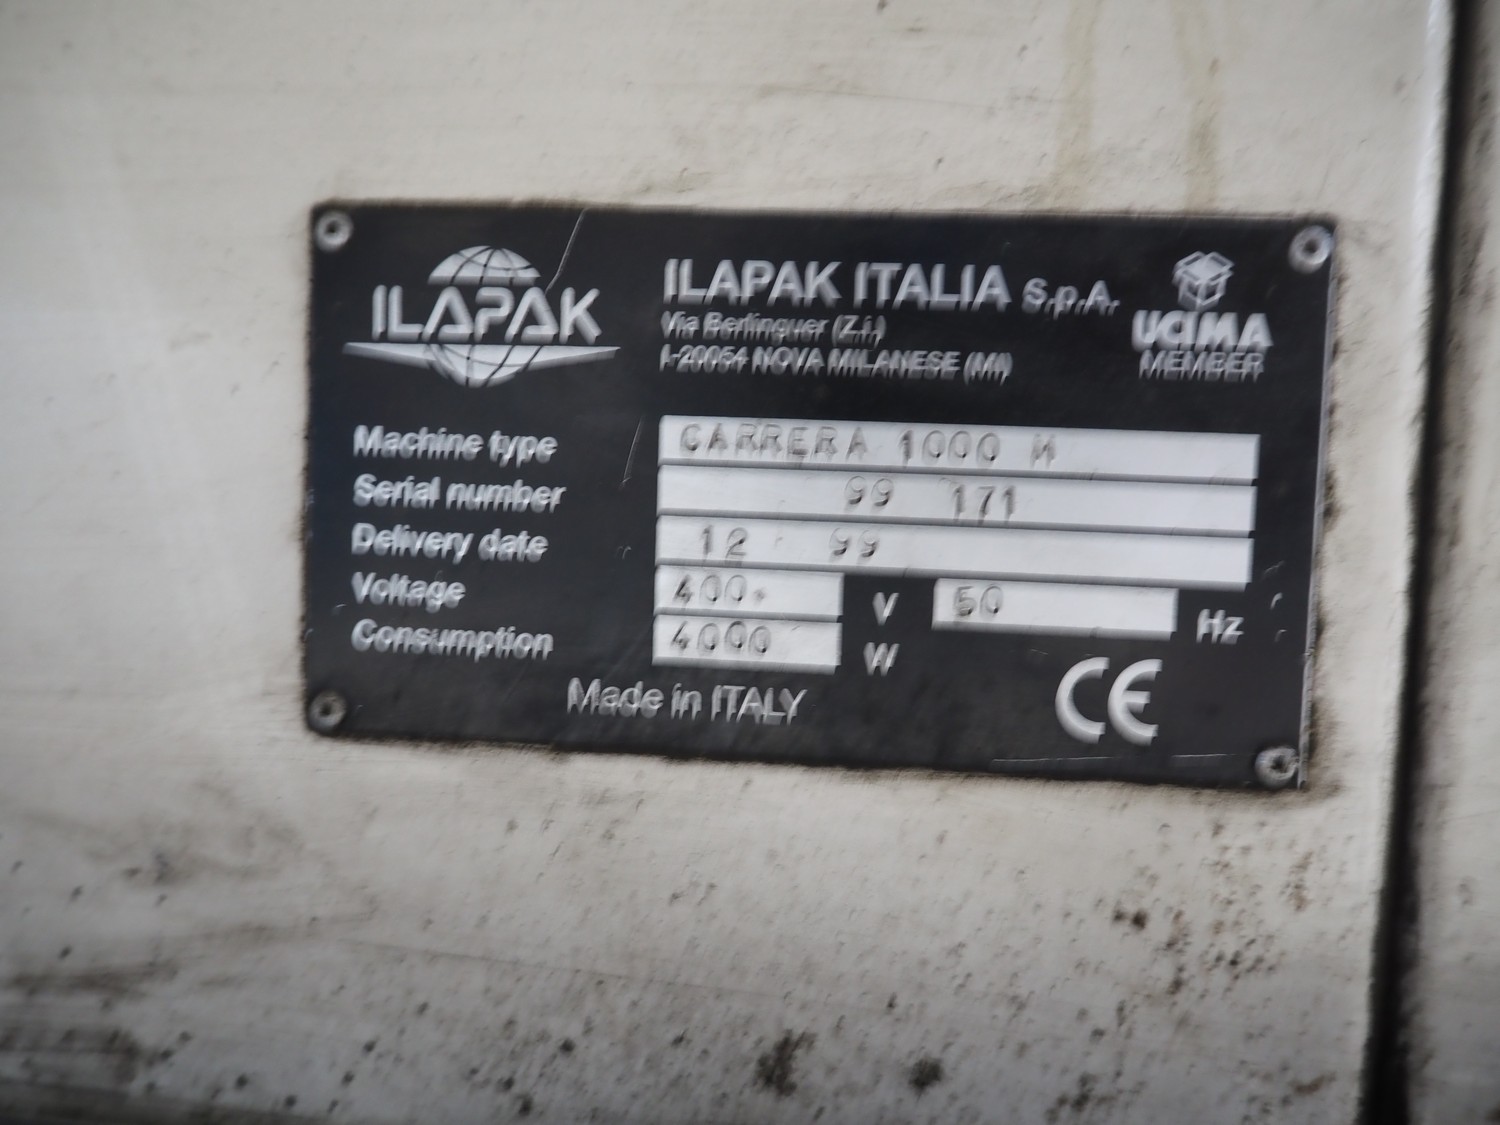 ILAPAK
ILAPAK ITALIA S.p.A.
Via Berlinguer (Z.i.)
I-20054 NOVA MILANESE (MI)
UCIMA
MEMBER
Machine type CARRERA 1000 M
Serial number 99 171
Delivery date 12 99
Voltage 400. V 50 Hz
Consumption 4000 W
Made in ITALY
CE